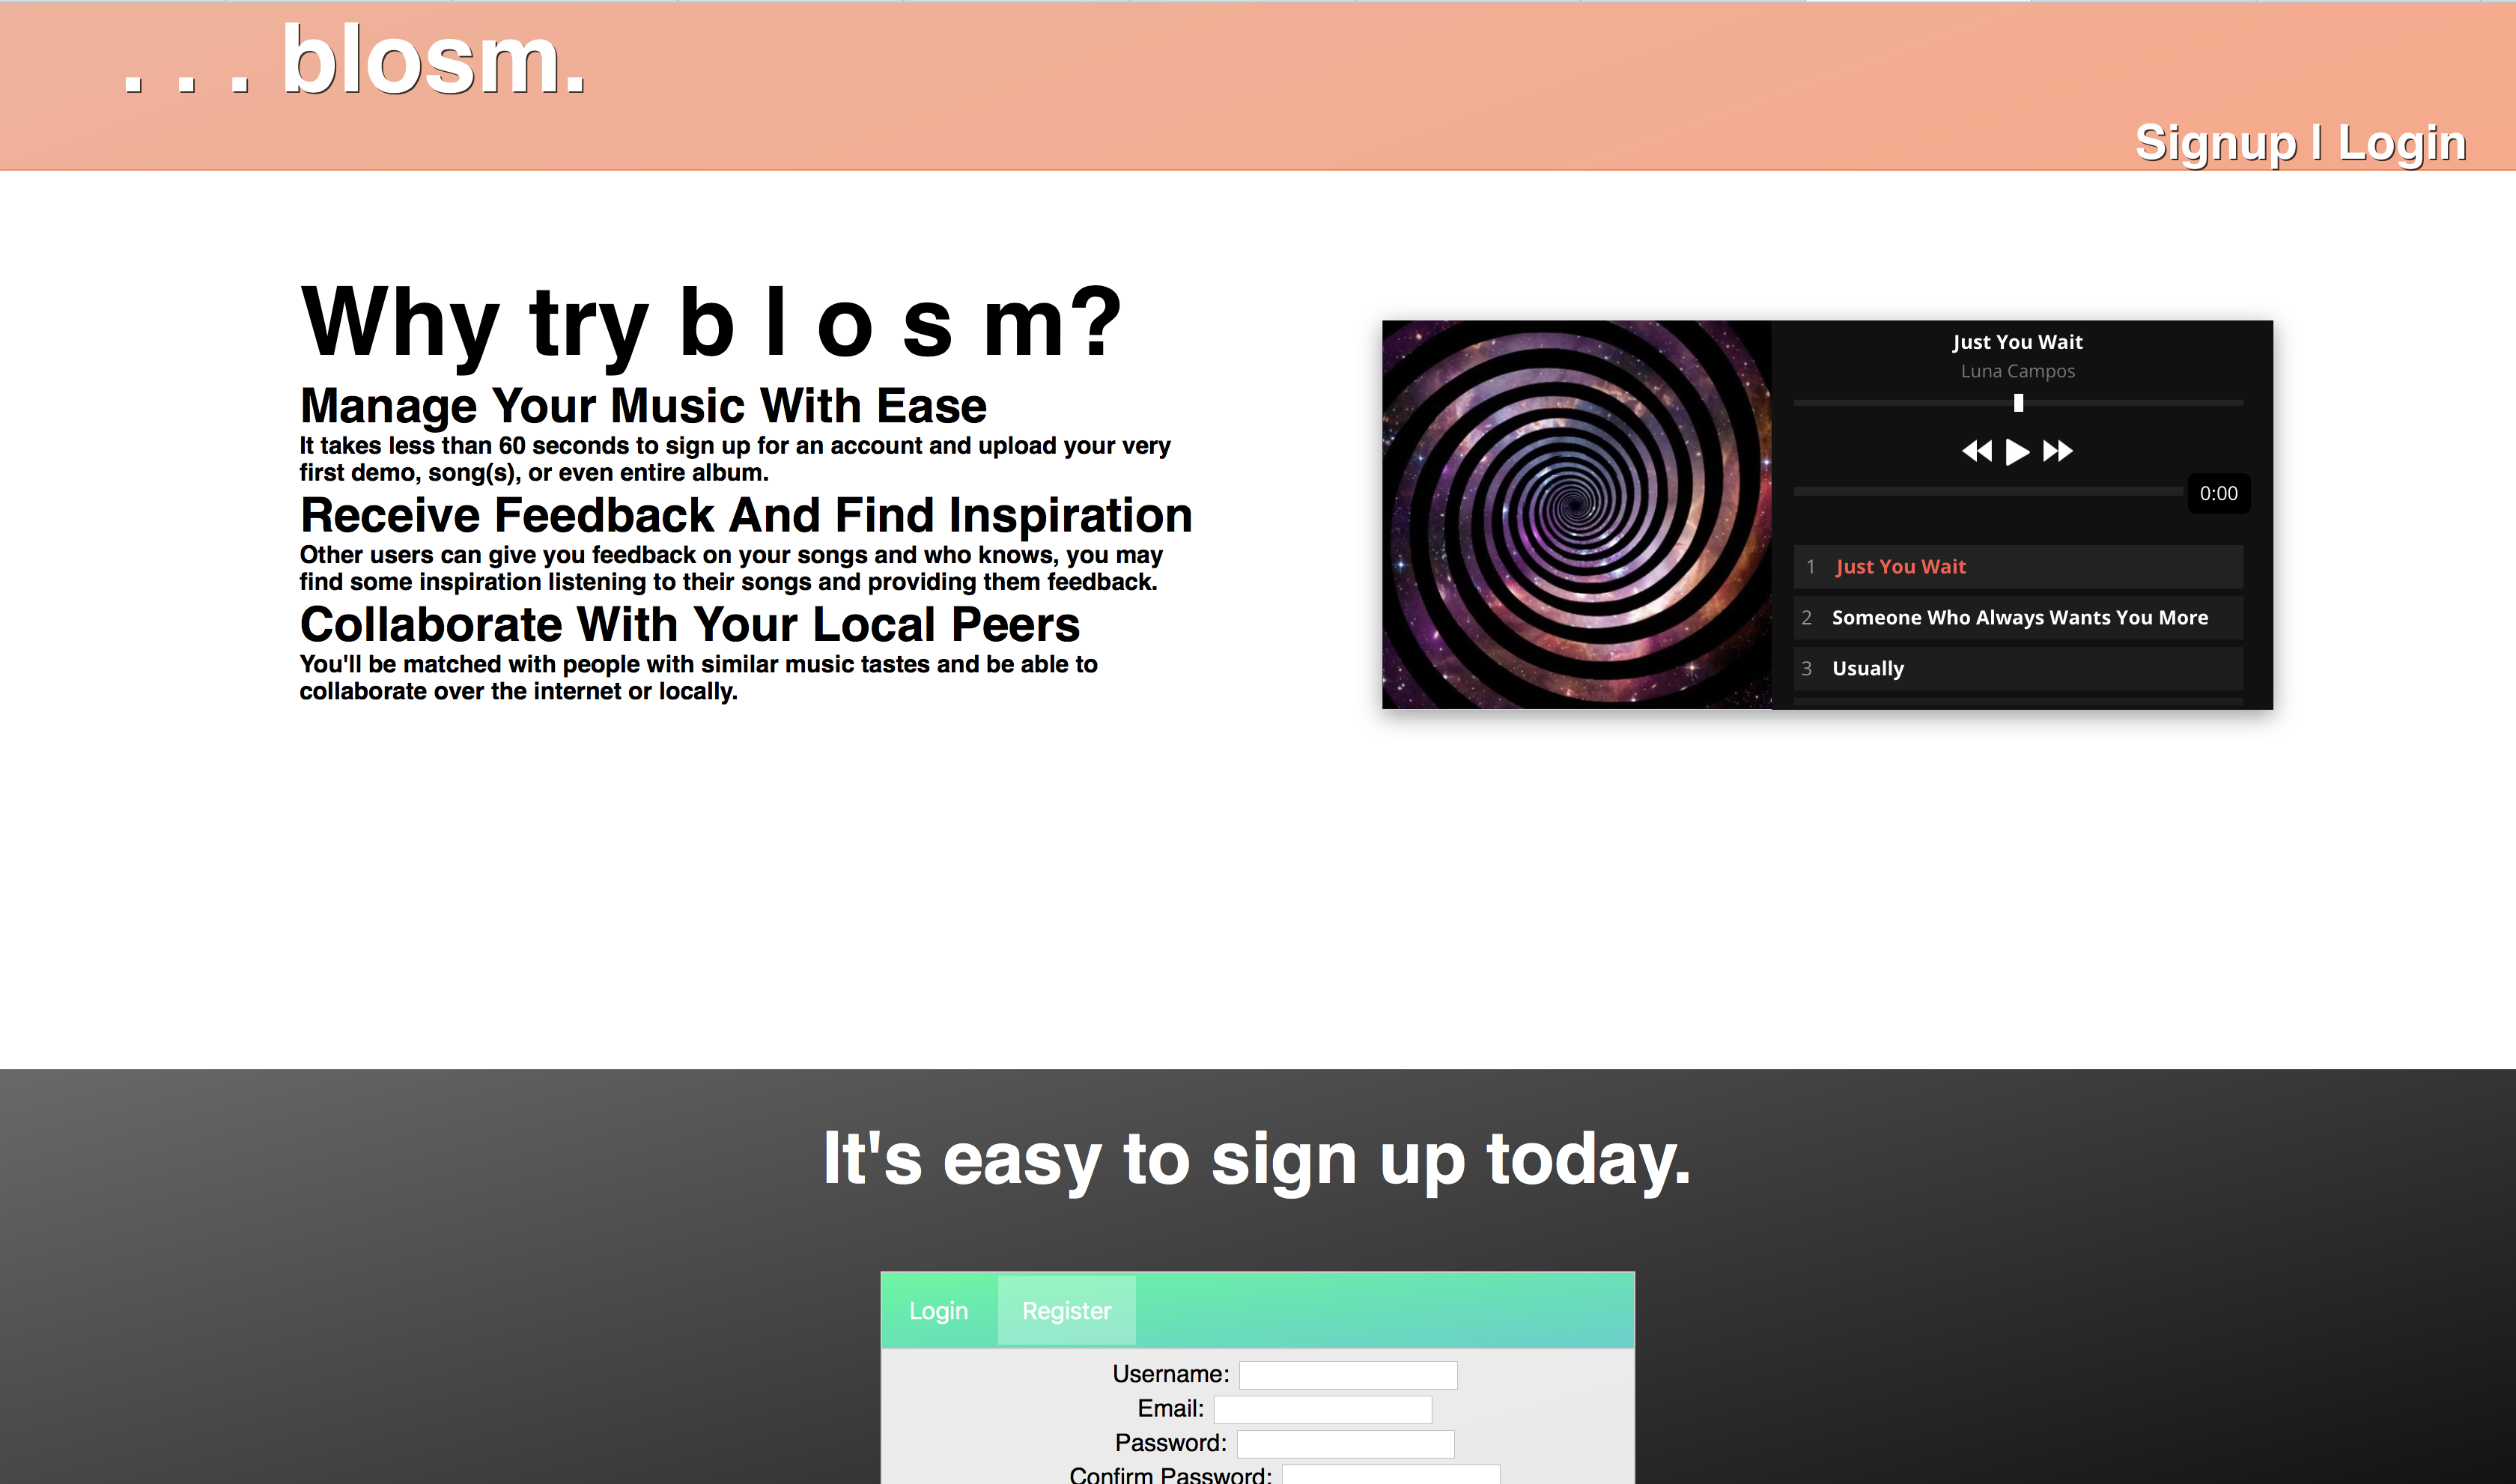 . . . blosm.
Signup | Login
Why try b l o s m?
Manage Your Music With Ease
It takes less than 60 seconds to sign up for an account and upload your very
first demo, song(s), or even entire album.
Receive Feedback And Find Inspiration
Other users can give you feedback on your songs and who knows, you may
find some inspiration listening to their songs and providing them feedback.
Collaborate With Your Local Peers
You'll be matched with people with similar music tastes and be able to
collaborate over the internet or locally.
Just You Wait
Luna Campos
0:00
1 Just You Wait
2 Someone Who Always Wants You More
3 Usually
It's easy to sign up today.
Login Register
Username:
Email:
Password:
Confirm Password: